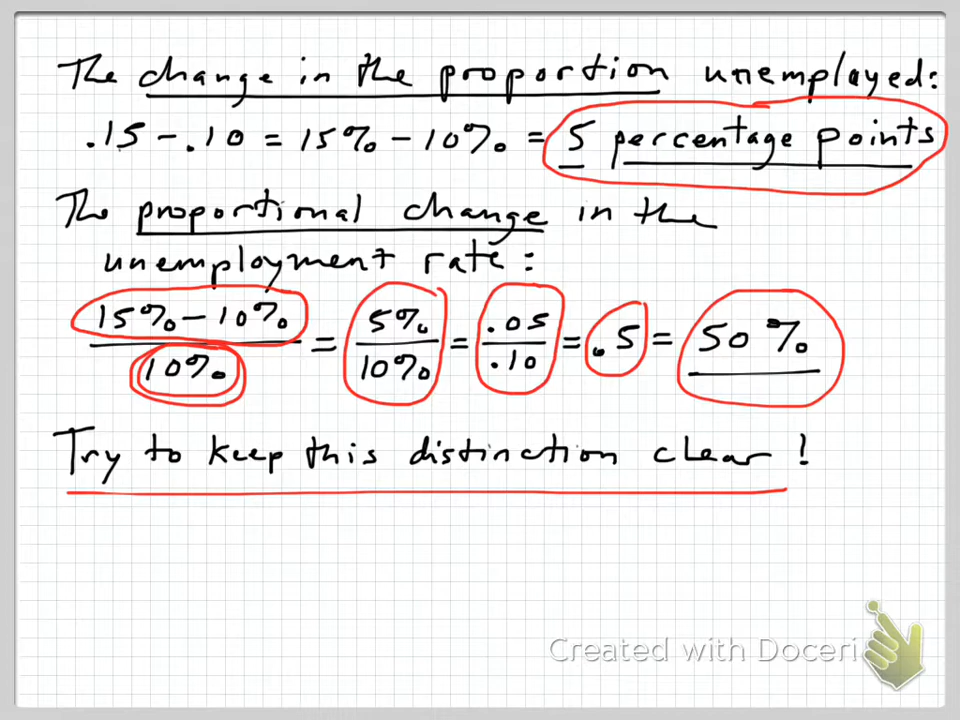 The change in the proportion unemployed:
.15 - .10 = 15% - 10% = 5 percentage points
The proportional change in the
unemployment rate:
15% - 10% / 10% = 5% / 10% = .05 / .10 = .5 = 50%
Try to keep this distinction clear!
Created with Doceri